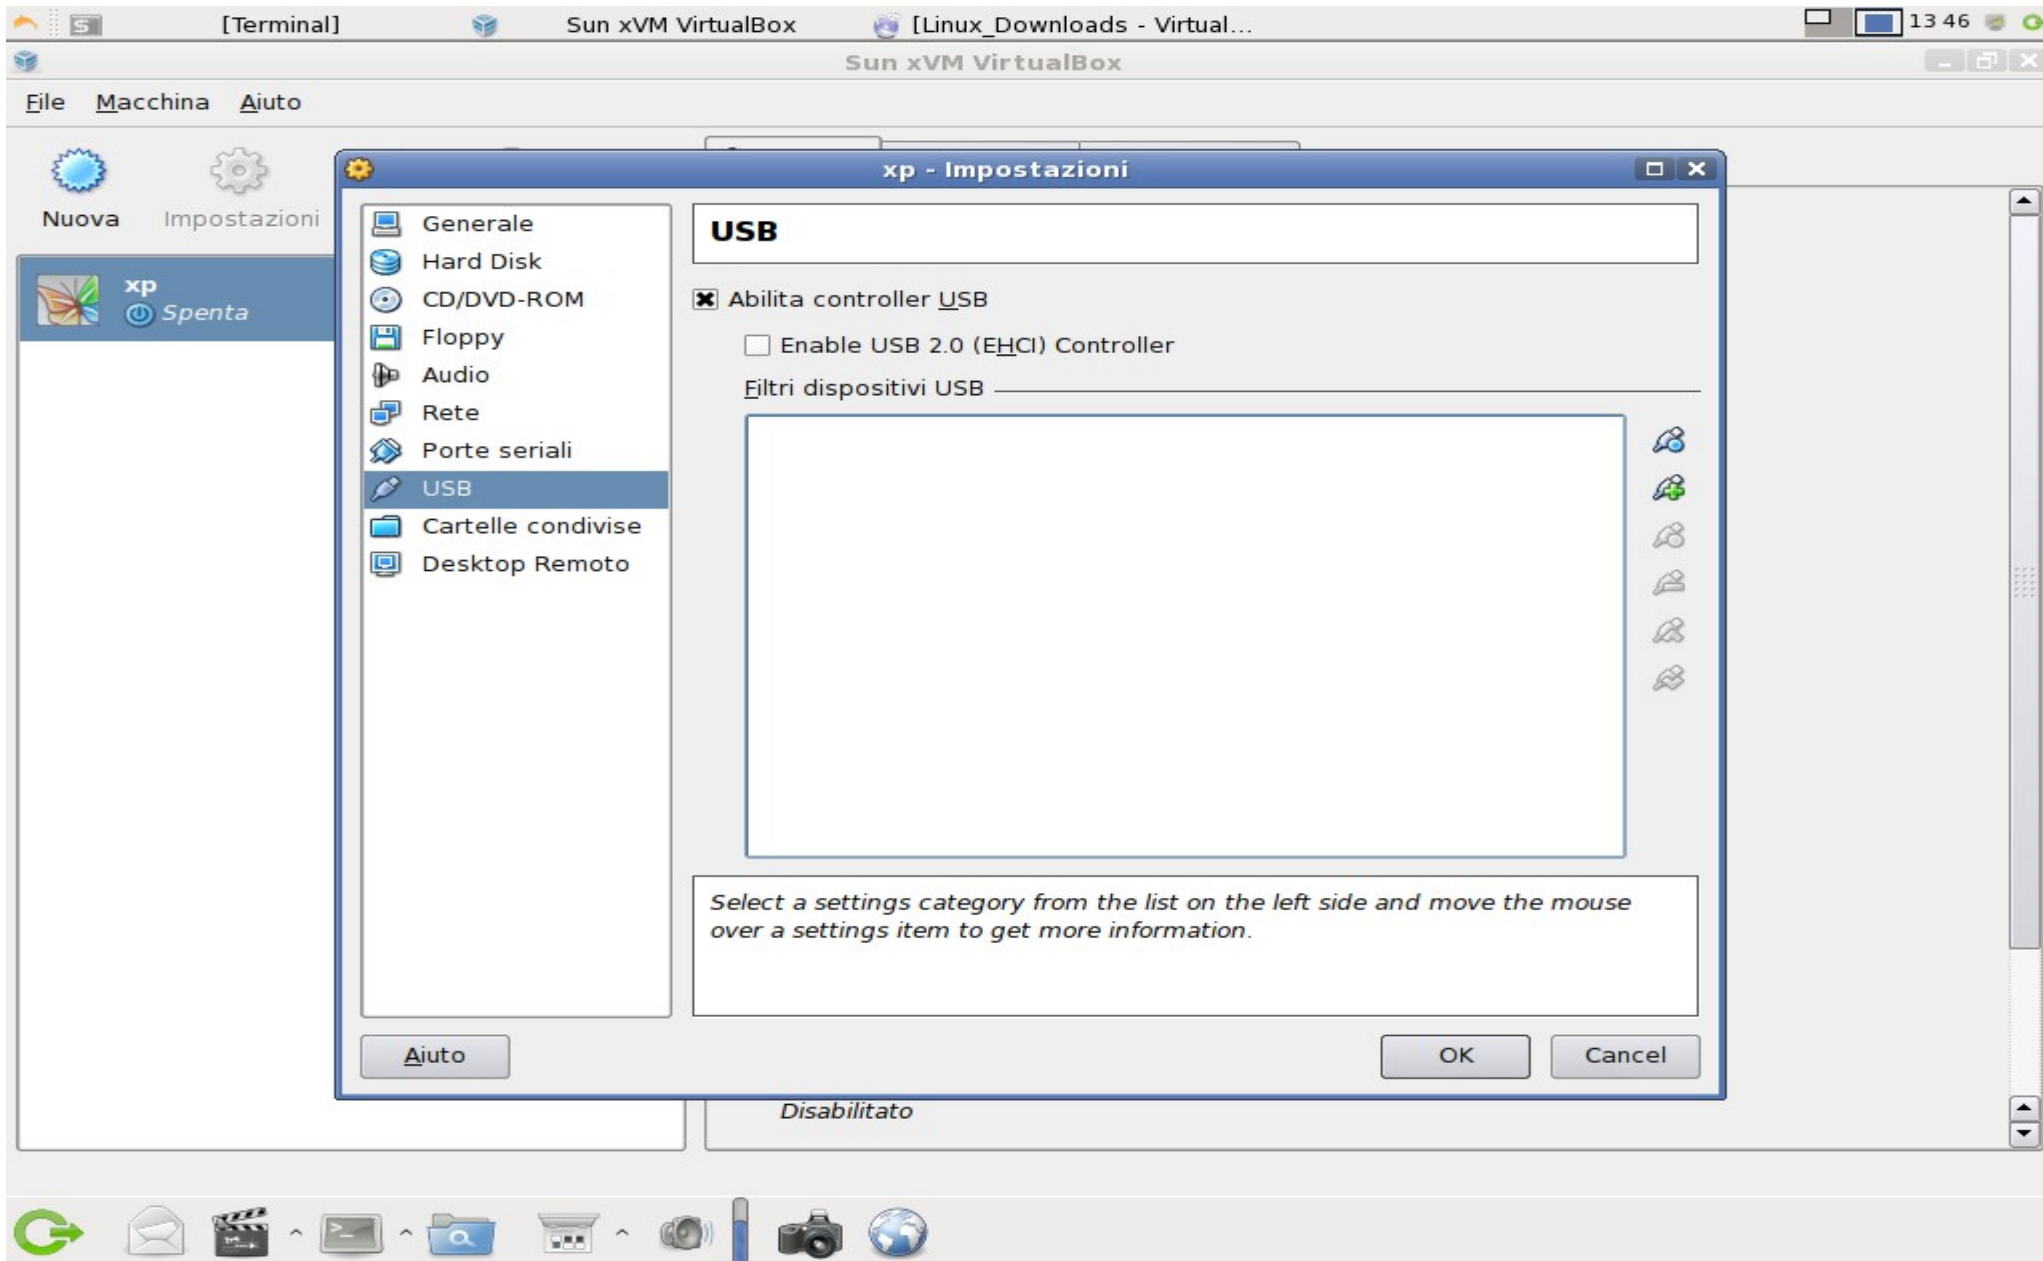 [Terminal] Sun xVM VirtualBox [Linux_Downloads - Virtual... 13 46
Sun xVM VirtualBox
File Macchina Aiuto
Nuova Impostazioni
xp
Spenta
xp - Impostazioni
Generale
Hard Disk
CD/DVD-ROM
Floppy
Audio
Rete
Porte seriali
USB
Cartelle condivise
Desktop Remoto
USB
Abilita controller USB
Enable USB 2.0 (EHCI) Controller
Filtri dispositivi USB
Select a settings category from the list on the left side and move the mouse
over a settings item to get more information.
Aiuto OK Cancel
Disabilitato